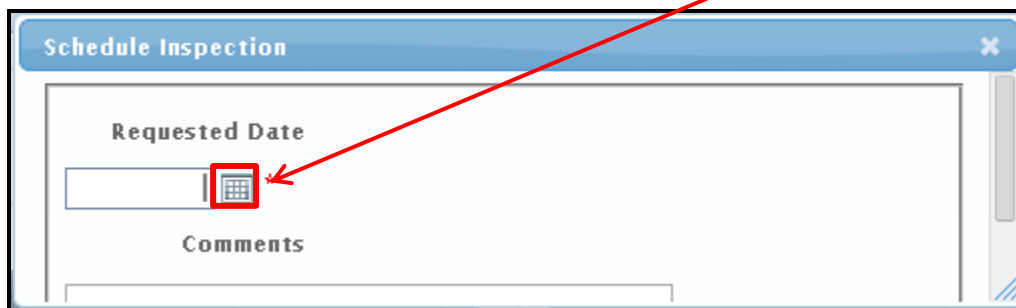 Schedule Inspection
Requested Date
*
Comments